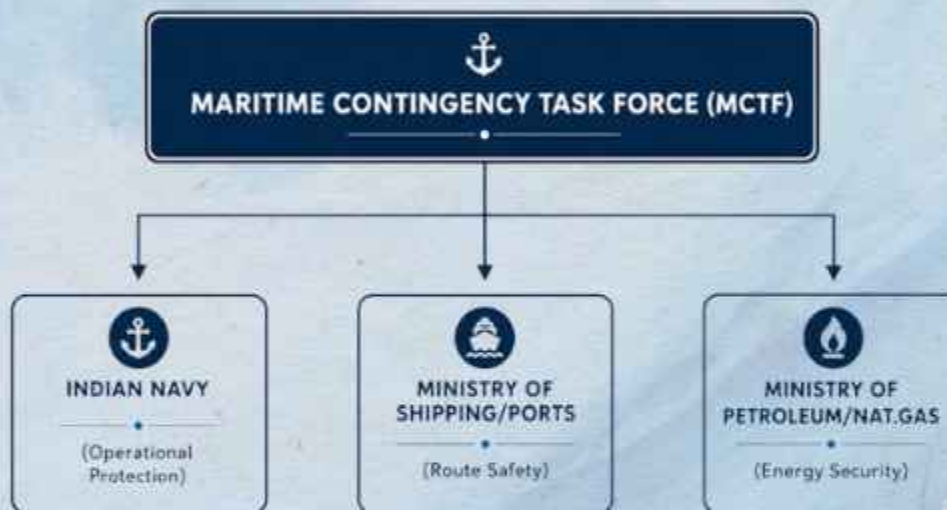 MARITIME CONTINGENCY TASK FORCE (MCTF)
INDIAN NAVY
(Operational
Protection)
MINISTRY OF
SHIPPING/PORTS
(Route Safety)
MINISTRY OF
PETROLEUM/NAT.GAS
(Energy Security)